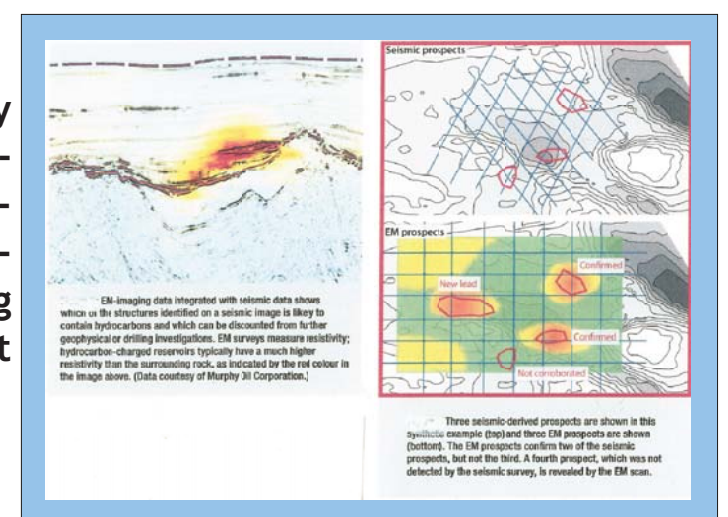 y
-
-
-
g
t
EN-imaging data integrated with seismic data shows
which of the structures identified on a seismic image is likely to
contain hydrocarbons and which can be discounted from further
geophysical or drilling investigations. EM surveys measure resistivity;
hydrocarbon-charged reservoirs typically have a much higher
resistivity than the surrounding rock, as indicated by the red colour in
the image above. (Data courtesy of Murphy Oil Corporation.)
Seismic prospects
EM prospects
Confirmed
New lead
Confirmed
Not corroborated
Three seismic-derived prospects are shown in this
synthetic example (top) and three EM prospects are shown
(bottom). The EM prospects confirm two of the seismic
prospects, but not the third. A fourth prospect, which was not
detected by the seismic survey, is revealed by the EM scan.